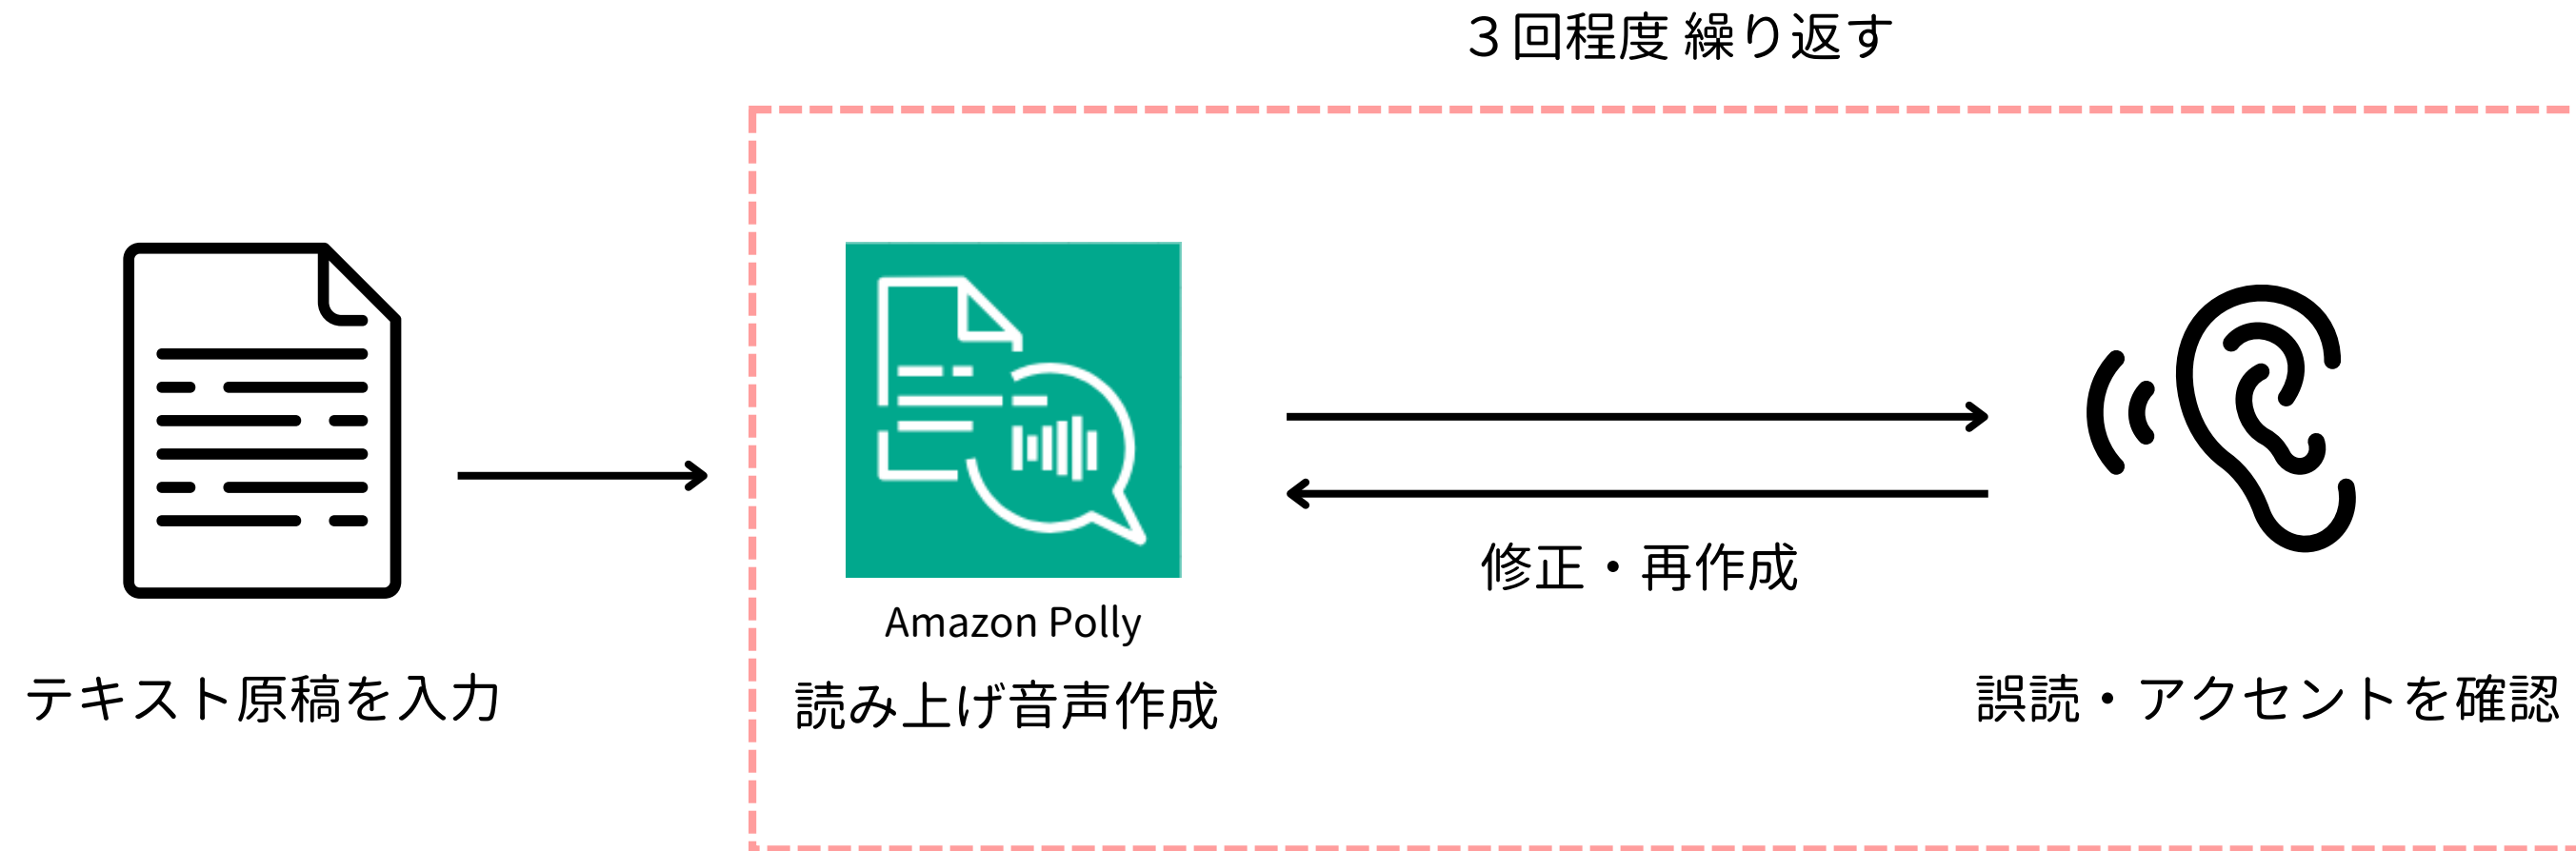 ３回程度 繰り返す
修正・再作成
Amazon Polly
テキスト原稿を入力
読み上げ音声作成
誤読・アクセントを確認